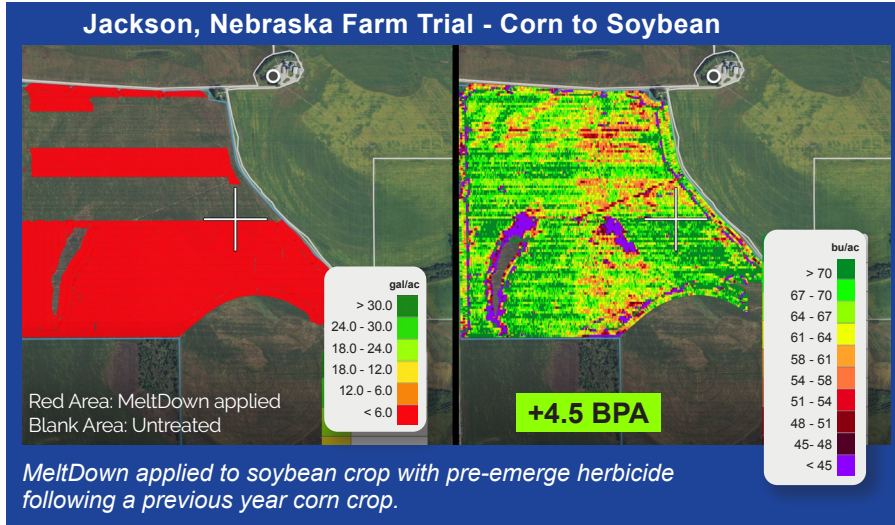 Jackson, Nebraska Farm Trial - Corn to Soybean
gal/ac
> 30.0
24.0 - 30.0
18.0 - 24.0
18.0 - 12.0
12.0 - 6.0
< 6.0
Red Area: MeltDown applied
Blank Area: Untreated
+4.5 BPA
bu/ac
> 70
67 - 70
64 - 67
61 - 64
58 - 61
54 - 58
51 - 54
48 - 51
45- 48
< 45
MeltDown applied to soybean crop with pre-emerge herbicide
following a previous year corn crop.